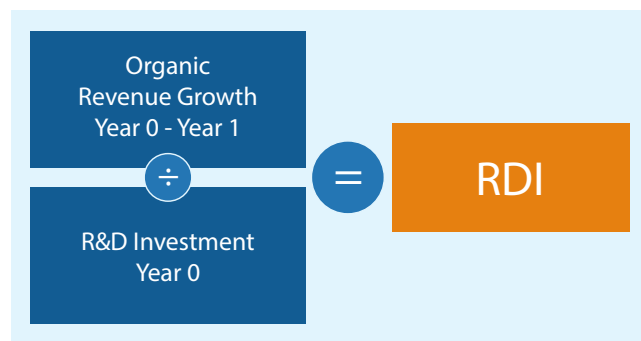 Organic
Revenue Growth
Year 0 - Year 1
÷
R&D Investment
Year 0
=
RDI